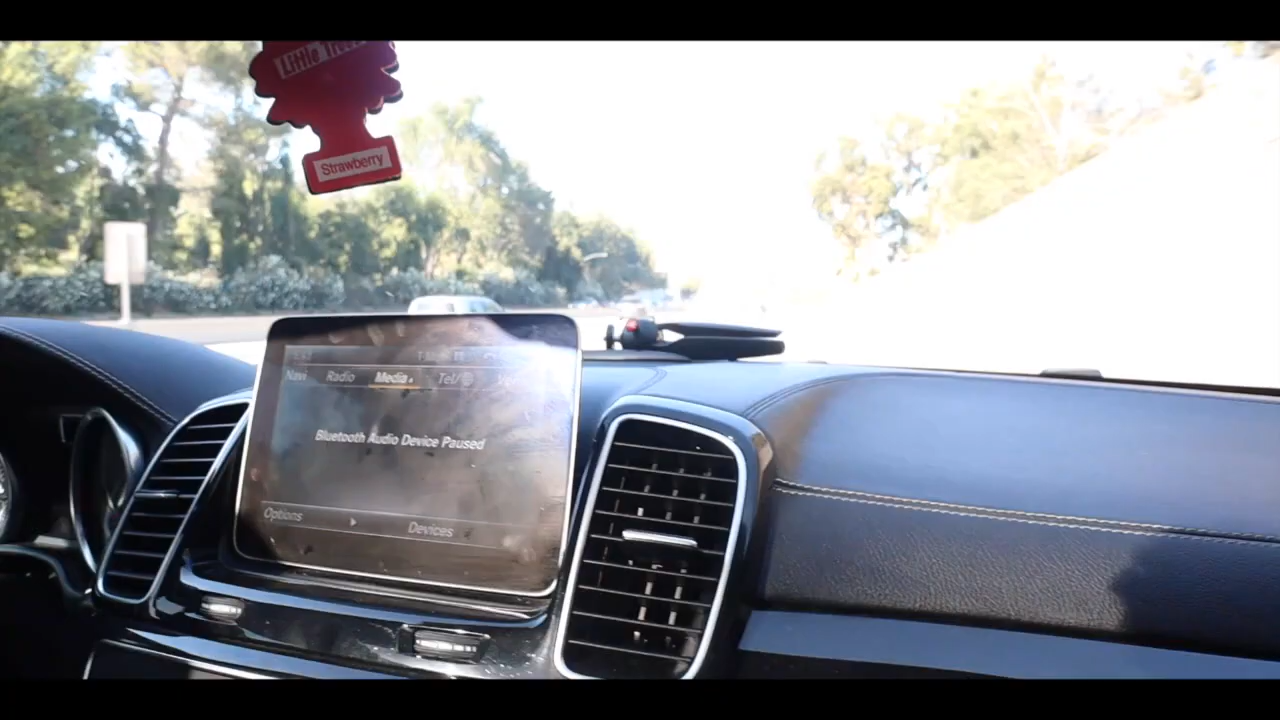 Little Trees
Strawberry
Navi Radio Media Tel/
Bluetooth Audio Device Paused
Options Devices